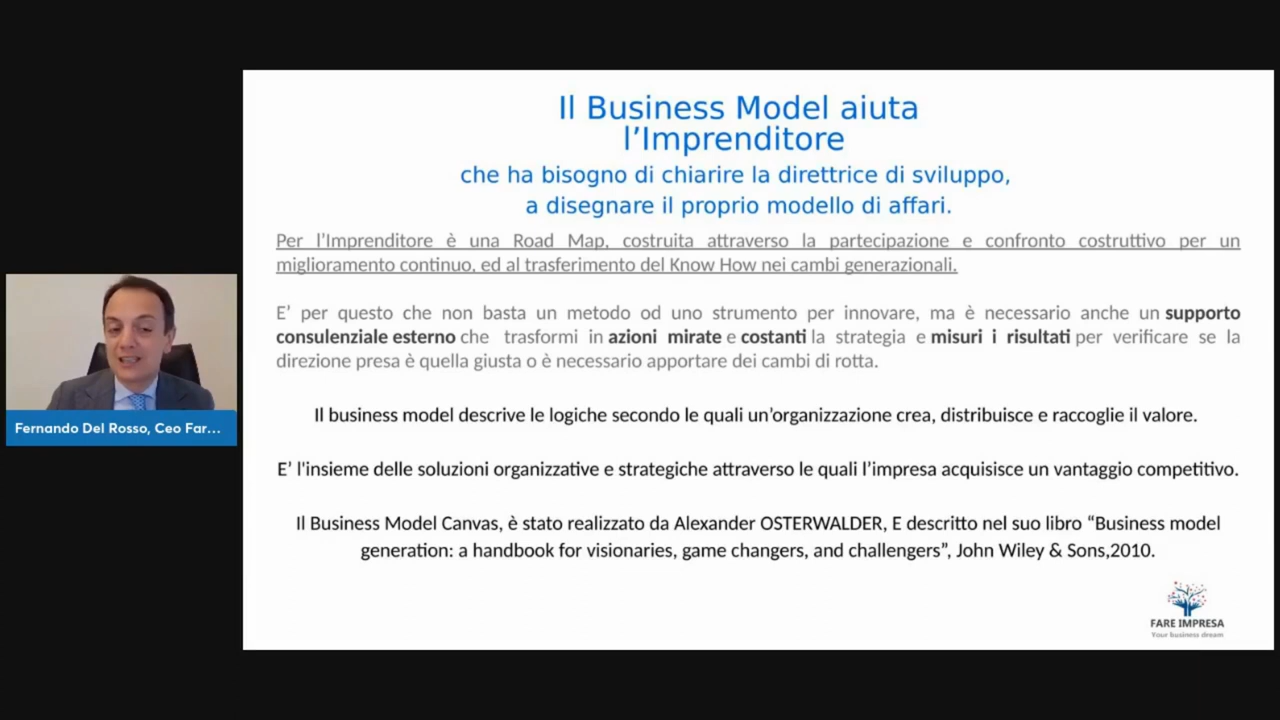 Il Business Model aiuta
l’Imprenditore
che ha bisogno di chiarire la direttrice di sviluppo,
a disegnare il proprio modello di affari.
Per l’Imprenditore è una Road Map, costruita attraverso la partecipazione e confronto costruttivo per un
miglioramento continuo, ed al trasferimento del Know How nei cambi generazionali.
E’ per questo che non basta un metodo od uno strumento per innovare, ma è necessario anche un supporto
consulenziale esterno che trasformi in azioni mirate e costanti la strategia e misuri i risultati per verificare se la
direzione presa è quella giusta o è necessario apportare dei cambi di rotta.
Il business model descrive le logiche secondo le quali un’organizzazione crea, distribuisce e raccoglie il valore.
E’ l'insieme delle soluzioni organizzative e strategiche attraverso le quali l’impresa acquisisce un vantaggio competitivo.
Il Business Model Canvas, è stato realizzato da Alexander OSTERWALDER, E descritto nel suo libro “Business model
generation: a handbook for visionaries, game changers, and challengers”, John Wiley & Sons,2010.
FARE IMPRESA
Your business dream
Fernando Del Rosso, Ceo Far...